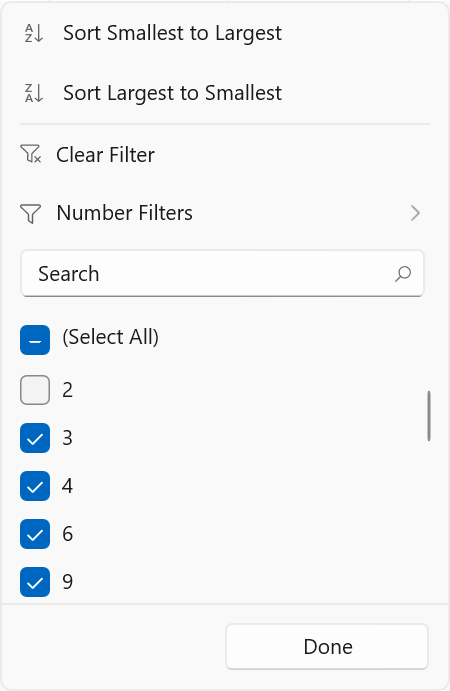 Sort Smallest to Largest
Sort Largest to Smallest
Clear Filter
Number Filters
Search
(Select All)
2
3
4
6
9
Done